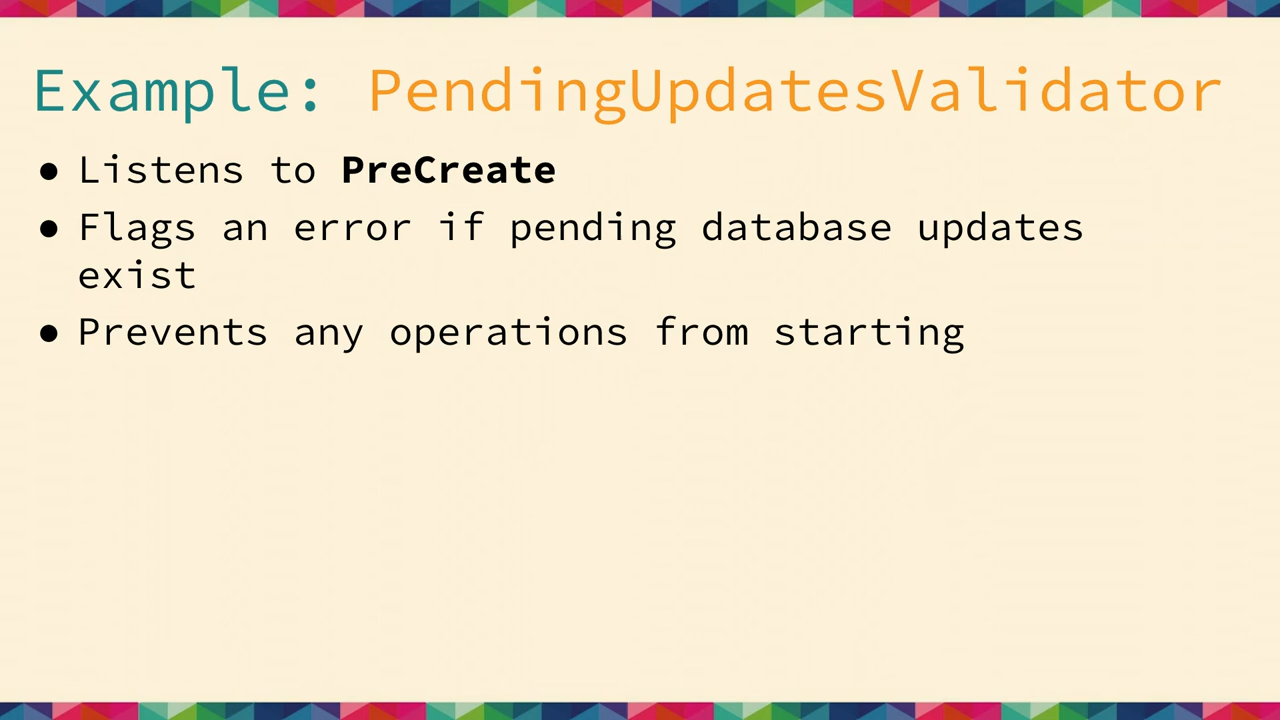 Example: PendingUpdatesValidator
● Listens to PreCreate
● Flags an error if pending database updates
exist
● Prevents any operations from starting